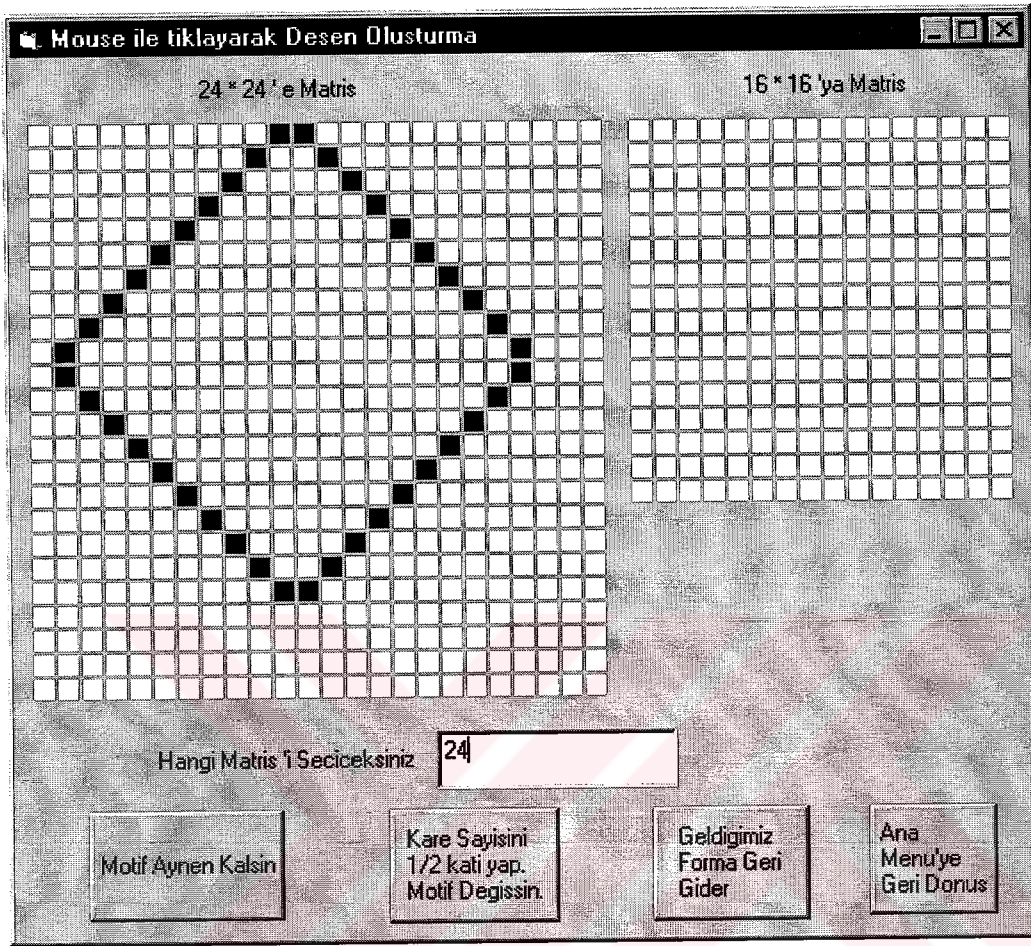 Mouse ile tiklayarak Desen Olusturma
24 * 24 ' e Matris
16 * 16 'ya Matris
Hangi Matris 'i Seciceksiniz
24
Motif Aynen Kalsin
Kare Sayisini
1/2 kati yap.
Motif Degissin.
Geldigimiz
Forma Geri
Gider
Ana
Menu'ye
Geri Donus